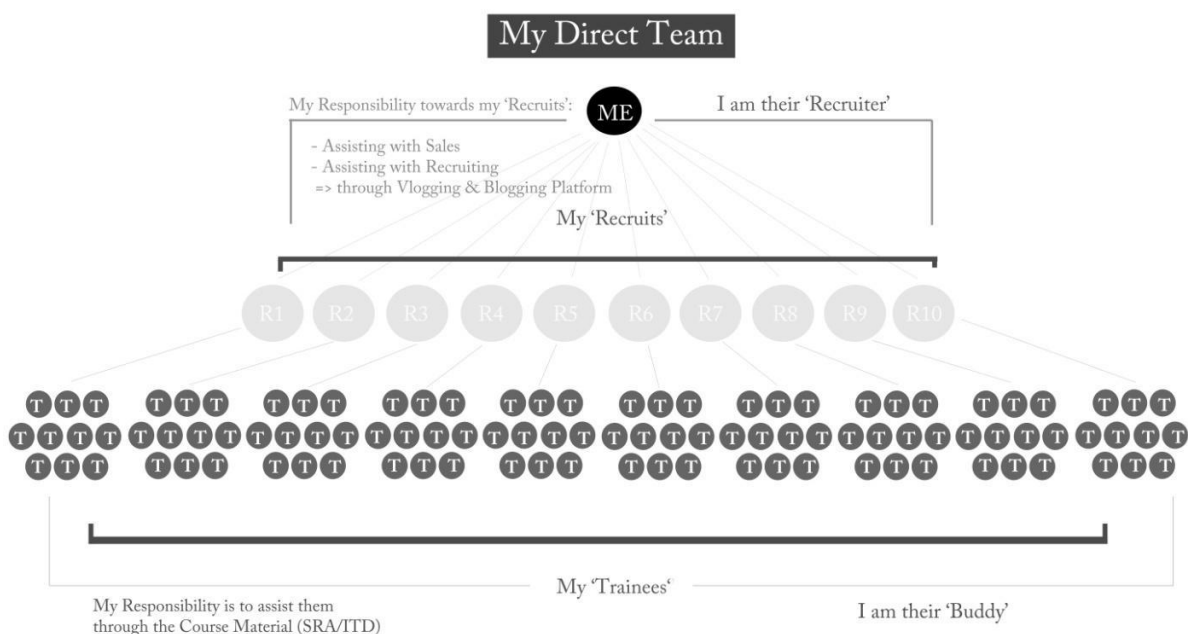 My Direct Team
My Responsibility towards my 'Recruits':
ME
I am their 'Recruiter'
- Assisting with Sales
- Assisting with Recruiting
=> through Vlogging & Blogging Platform
My 'Recruits'
R1 R2 R3 R4 R5 R6 R7 R8 R9 R10
T T T T T T T T T T T T T T T T T T T T T T T T T T T T T T
T T T T T T T T T T T T T T T T T T T T T T T T T T T T T T T T T T T T T T T T
T T T T T T T T T T T T T T T T T T T T T T T T T T T T T T
My 'Trainees'
My Responsibility is to assist them
through the Course Material (SRA/ITD)
I am their 'Buddy'